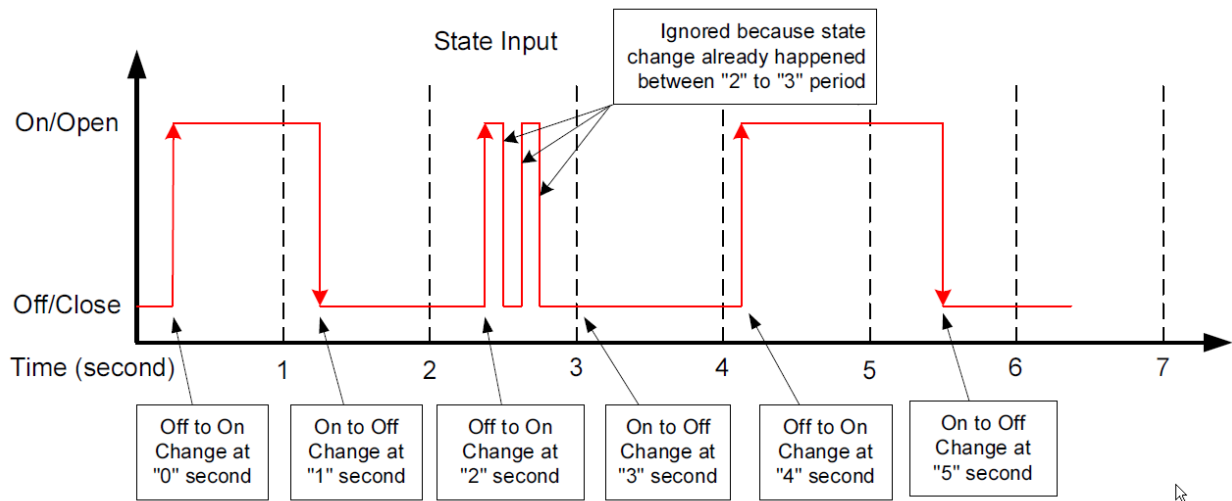 State Input
Ignored because state
change already happened
between "2" to "3" period
On/Open
Off/Close
Time (second)
1
2
3
4
5
6
7
Off to On
Change at
"0" second
On to Off
Change at
"1" second
Off to On
Change at
"2" second
On to Off
Change at
"3" second
Off to On
Change at
"4" second
On to Off
Change at
"5" second